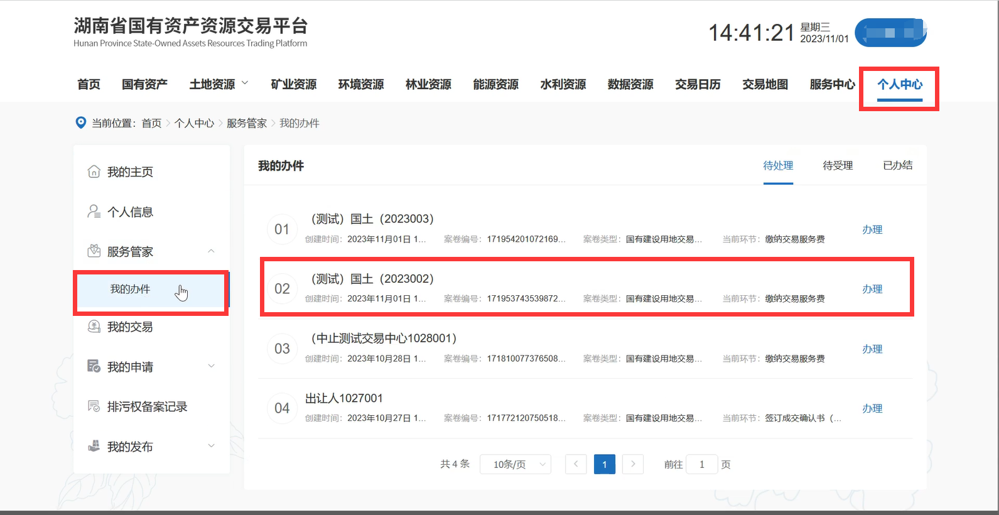 湖南省国有资产资源交易平台
Hunan Province State-Owned Assets Resources Trading Platform
14:41:21 星期三
2023/11/01
首页 国有资产 土地资源 矿业资源 环境资源 林业资源 能源资源 水利资源 数据资源 交易日历 交易地图 服务中心 个人中心
当前位置：首页 > 个人中心 > 服务管家 > 我的办件
我的主页
个人信息
服务管家
我的办件
我的交易
我的申请
排污权备案记录
我的发布
我的办件 待处理 待受理 已办结
01 （测试）国土（2023003）
创建时间：2023年11月01日 1... 案卷编号：171954201072169... 案卷类型：国有建设用地交易... 当前环节：缴纳交易服务费 办理
02 （测试）国土（2023002）
创建时间：2023年11月01日 1... 案卷编号：171953743539872... 案卷类型：国有建设用地交易... 当前环节：缴纳交易服务费 办理
03 （中止测试交易中心1028001）
创建时间：2023年10月28日 1... 案卷编号：171810077376508... 案卷类型：国有建设用地交易... 当前环节：缴纳交易服务费 办理
04 出让人1027001
创建时间：2023年10月27日 1... 案卷编号：171772120750518... 案卷类型：国有建设用地交易... 当前环节：签订成交确认书（... 办理
共 4 条 10条/页 < 1 > 前往 1 页